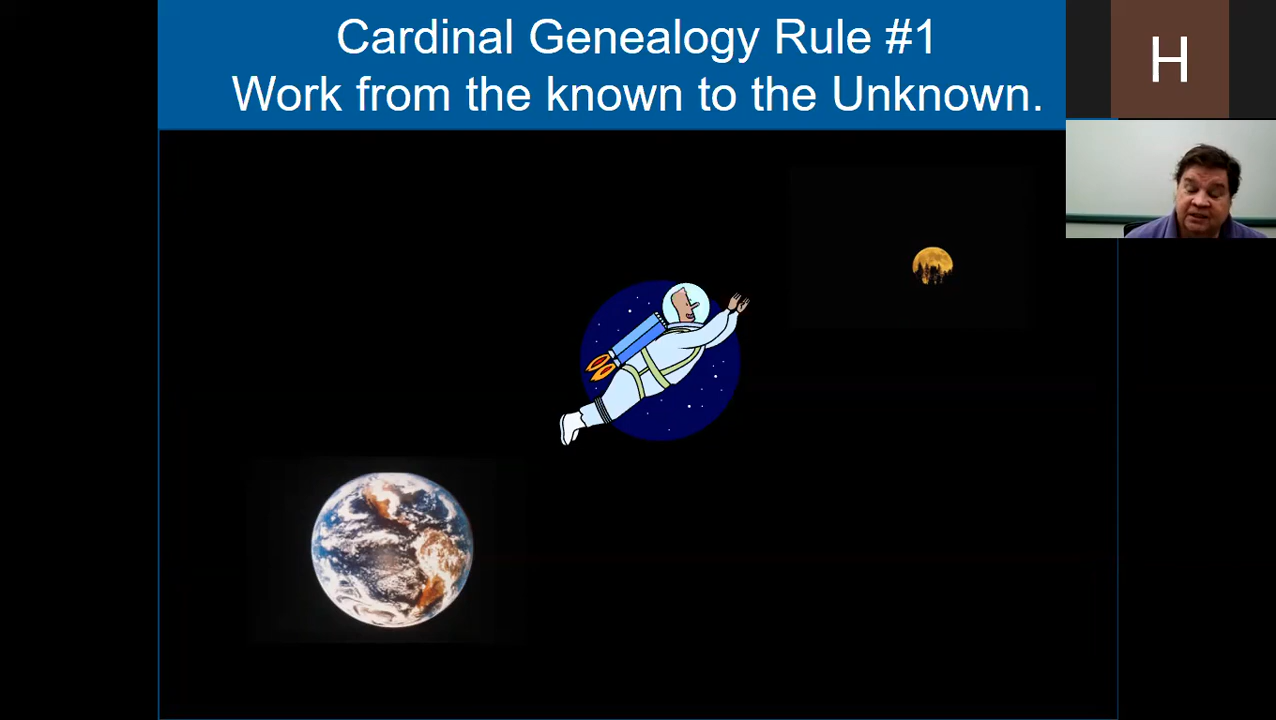 Cardinal Genealogy Rule #1
Work from the known to the Unknown.
H